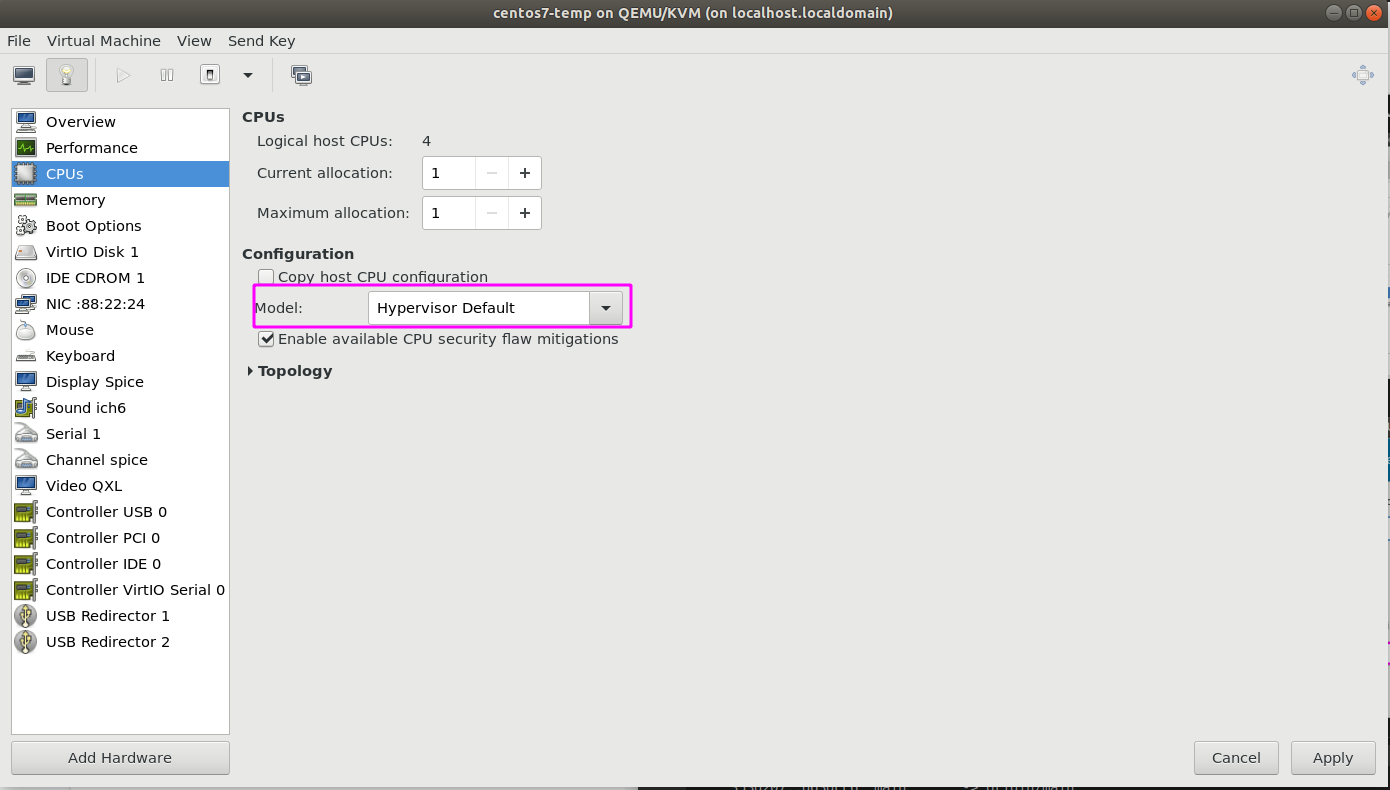 centos7-temp on QEMU/KVM (on localhost.localdomain)
File Virtual Machine View Send Key
Overview
Performance
CPUs
Memory
Boot Options
VirtIO Disk 1
IDE CDROM 1
NIC :88:22:24
Mouse
Keyboard
Display Spice
Sound ich6
Serial 1
Channel spice
Video QXL
Controller USB 0
Controller PCI 0
Controller IDE 0
Controller VirtIO Serial 0
USB Redirector 1
USB Redirector 2
Add Hardware
CPUs
Logical host CPUs: 4
Current allocation: 1
Maximum allocation: 1
Configuration
Copy host CPU configuration
Model: Hypervisor Default
Enable available CPU security flaw mitigations
Topology
Cancel Apply